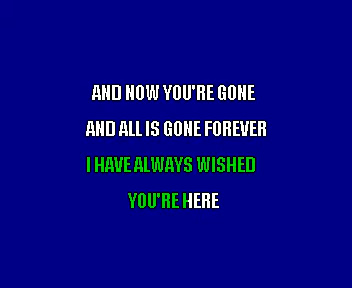 AND NOW YOU'RE GONE
AND ALL IS GONE FOREVER
I HAVE ALWAYS WISHED
YOU'RE HERE